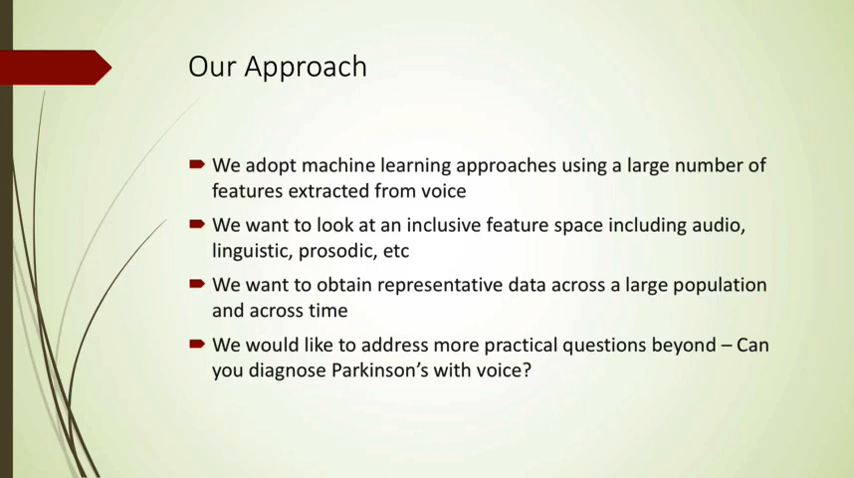 Our Approach
We adopt machine learning approaches using a large number of
features extracted from voice
We want to look at an inclusive feature space including audio,
linguistic, prosodic, etc
We want to obtain representative data across a large population
and across time
We would like to address more practical questions beyond – Can
you diagnose Parkinson’s with voice?